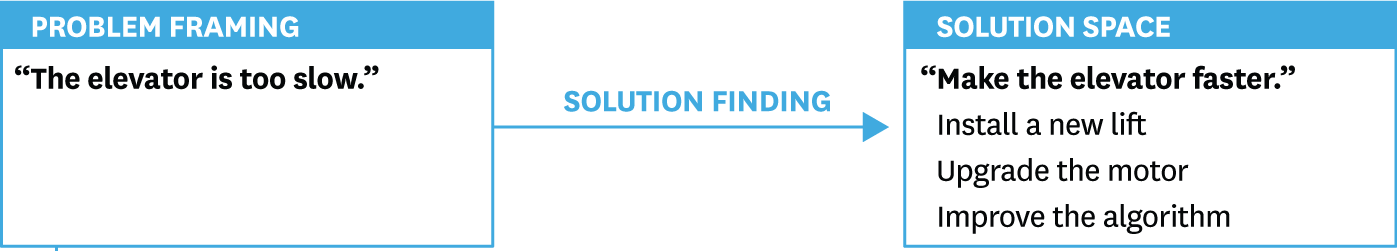 PROBLEM FRAMING
“The elevator is too slow.”
SOLUTION FINDING
SOLUTION SPACE
“Make the elevator faster.”
Install a new lift
Upgrade the motor
Improve the algorithm